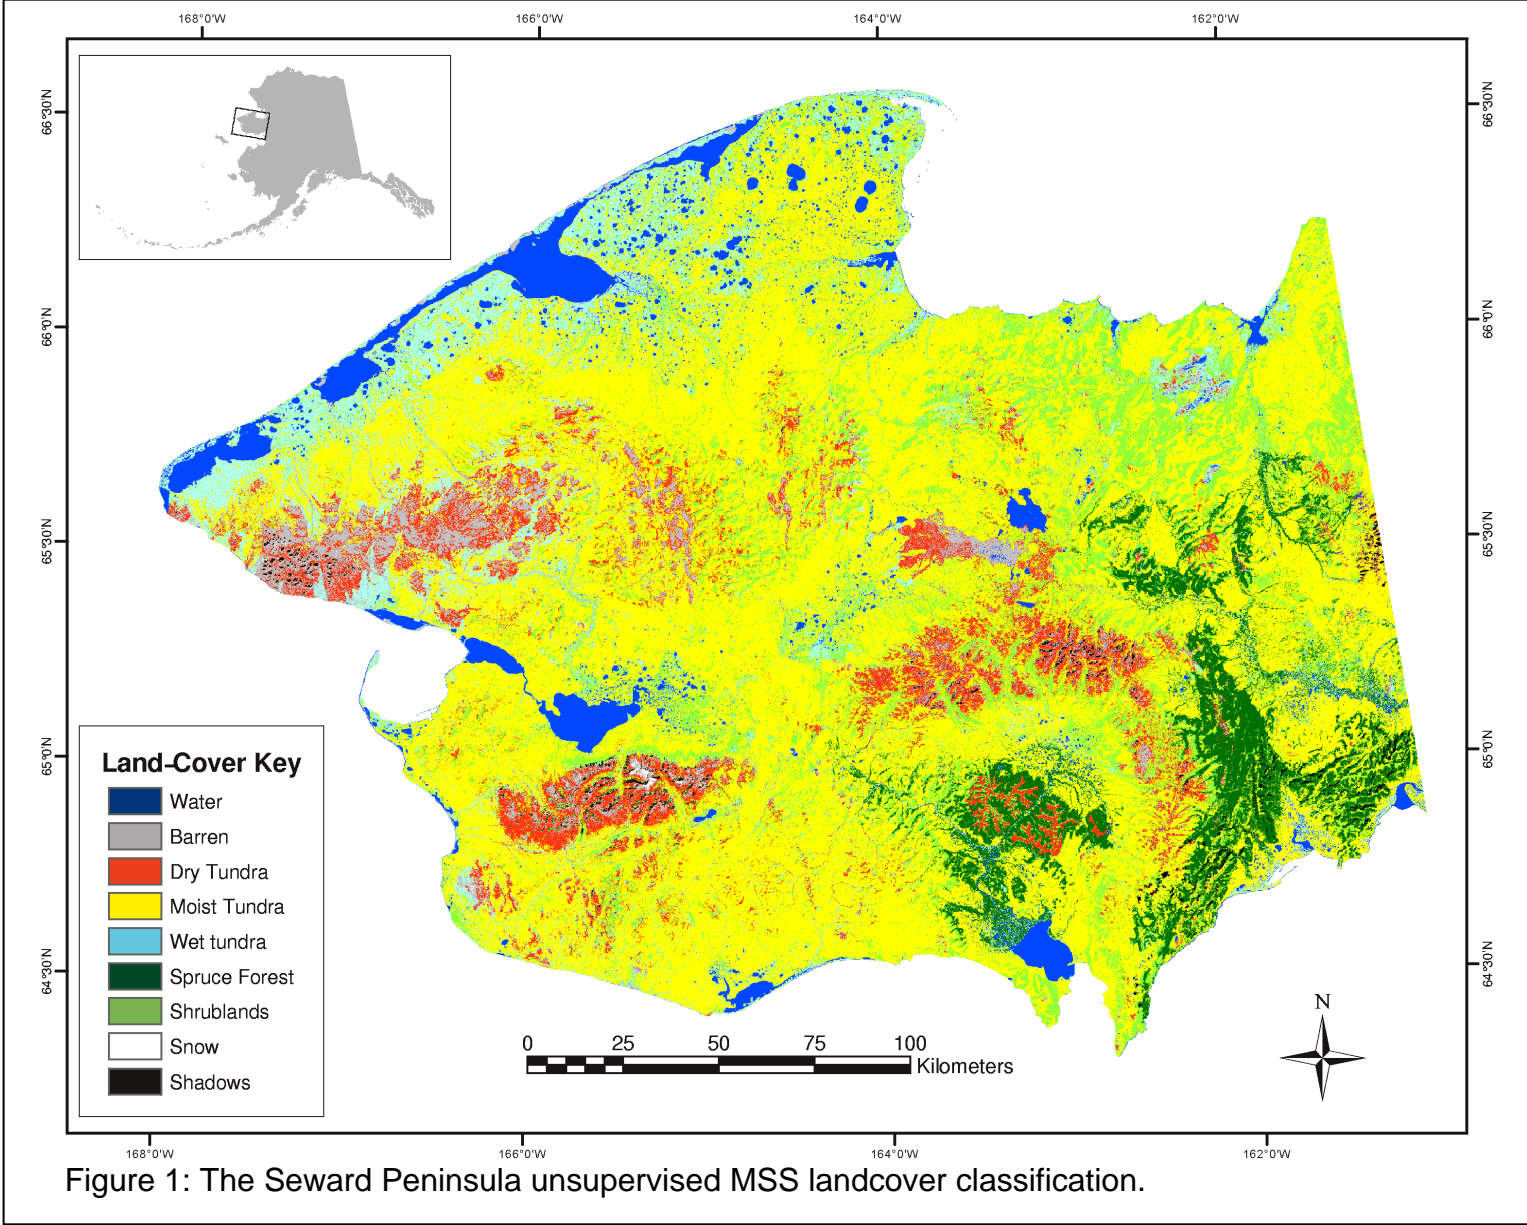 168°0'W 166°0'W 164°0'W 162°0'W
66°30'N 66°30'N
66°0'N 66°0'N
65°30'N 65°30'N
65°0'N 65°0'N
64°30'N 64°30'N
Land-Cover Key
Water
Barren
Dry Tundra
Moist Tundra
Wet tundra
Spruce Forest
Shrublands
Snow
Shadows
N
0 25 50 75 100
Kilometers
168°0'W 166°0'W 164°0'W 162°0'W
Figure 1: The Seward Peninsula unsupervised MSS landcover classification.